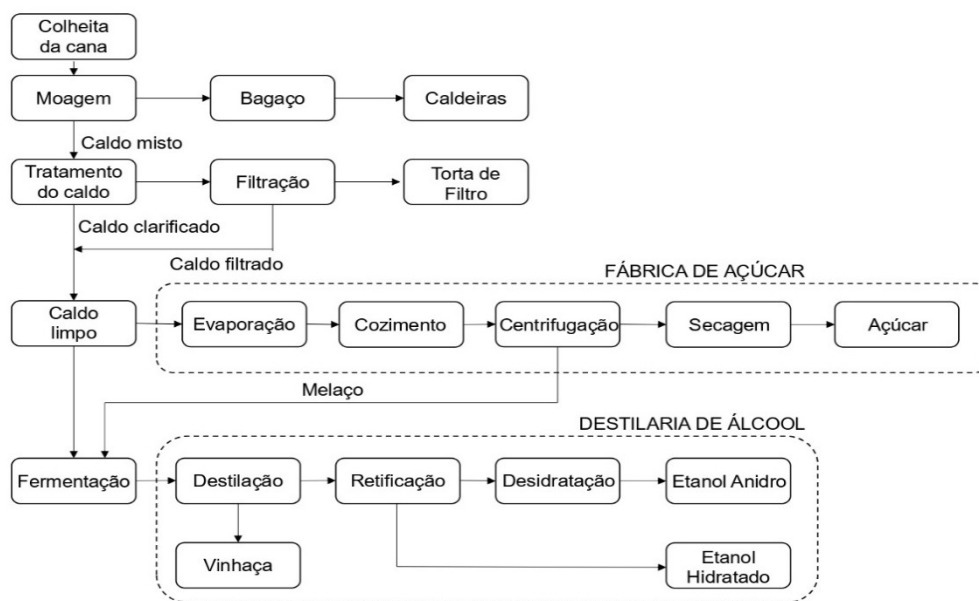 Colheita
da cana
Moagem
Bagaço
Caldeiras
Caldo misto
Tratamento
do caldo
Filtração
Torta de
Filtro
Caldo clarificado
Caldo filtrado
FÁBRICA DE AÇÚCAR
Caldo
limpo
Evaporação
Cozimento
Centrifugação
Secagem
Açúcar
Melaço
DESTILARIA DE ÁLCOOL
Fermentação
Destilação
Retificação
Desidratação
Etanol Anidro
Vinhaça
Etanol
Hidratado